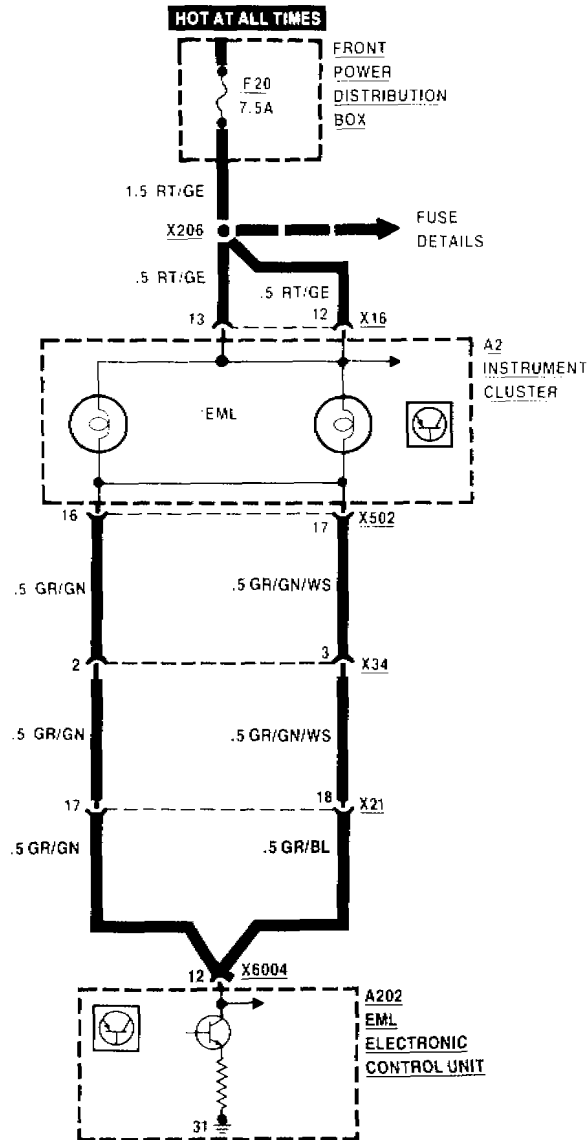 HOT AT ALL TIMES
FRONT
POWER
DISTRIBUTION
BOX
F20
7.5A
1.5 RT/GE
X206
FUSE
DETAILS
.5 RT/GE
.5 RT/GE
13
12
X16
A2
INSTRUMENT
CLUSTER
EML
16
17
X502
.5 GR/GN
.5 GR/GN/WS
2
3
X34
.5 GR/GN
.5 GR/GN/WS
17
18
X21
.5 GR/GN
.5 GR/BL
12
X6004
A202
EML
ELECTRONIC
CONTROL UNIT
31